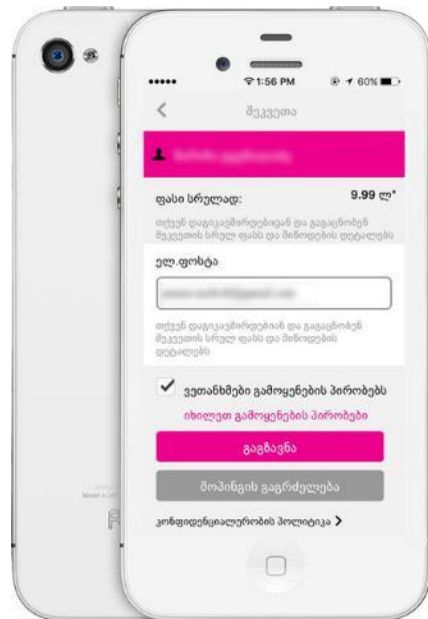 1:56 PM
60%
შეკვეთა
ფასი სრულად: 9.99 ლ*
თქვენ დაგიკავშირდებიან და გაგაცნობენ
შეკვეთის სრულ ფასს და მიწოდების დეტალებს
ელ.ფოსტა
თქვენ დაგიკავშირდებიან და გაგაცნობენ
შეკვეთის სრულ ფასს და მიწოდების
დეტალებს
ვეთანხმები გამოყენების პირობებს
იხილეთ გამოყენების პირობები
გაგზავნა
შოპინგის გაგრძელება
კონფიდენციალურობის პოლიტიკა